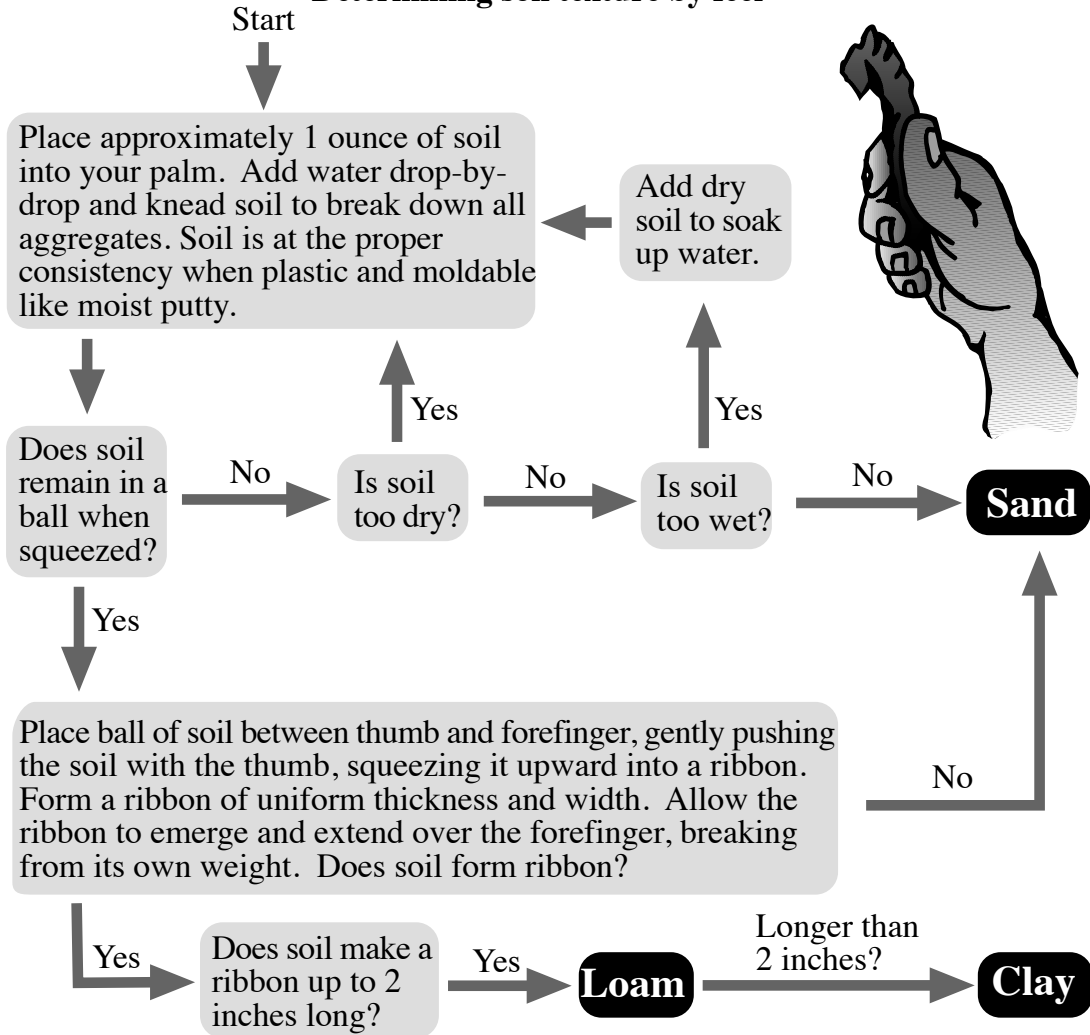 Start
Place approximately 1 ounce of soil
into your palm. Add water drop-by-
drop and knead soil to break down all
aggregates. Soil is at the proper
consistency when plastic and moldable
like moist putty.
Add dry
soil to soak
up water.
Yes
Yes
Does soil
remain in a
ball when
squeezed?
No
Is soil
too dry?
No
Is soil
too wet?
No
Sand
Yes
Place ball of soil between thumb and forefinger, gently pushing
the soil with the thumb, squeezing it upward into a ribbon.
Form a ribbon of uniform thickness and width. Allow the
ribbon to emerge and extend over the forefinger, breaking
from its own weight. Does soil form ribbon?
No
Yes
Does soil make a
ribbon up to 2
inches long?
Yes
Loam
Longer than
2 inches?
Clay